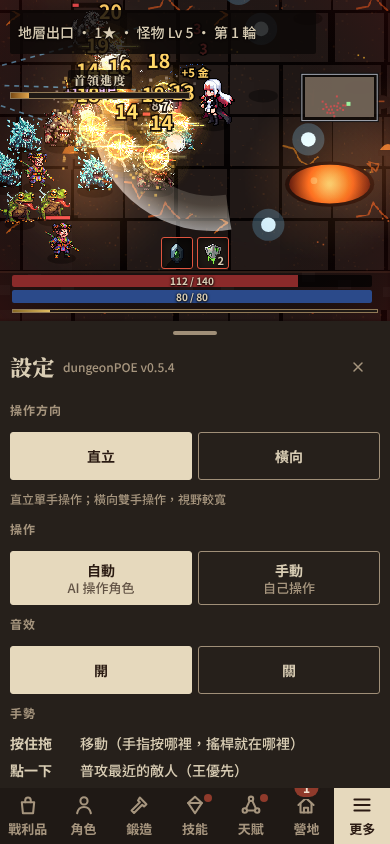 20
地層出口 · 1★ · 怪物 Lv 5 · 第 1 輪
3
首領進度
16
18
+5 金
13
14
14
2
112 / 140
80 / 80
設定 dungeonPOE v0.5.4 ×
操作方向
直立 橫向
直立單手操作；橫向雙手操作，視野較寬
操作
自動 手動
AI 操作角色 自己操作
音效
開 關
手勢
按住拖 移動（手指按哪裡，搖桿就在哪裡）
點一下 普攻最近的敵人（王優先）
戰利品 角色 鍛造 技能 天賦 營地 更多